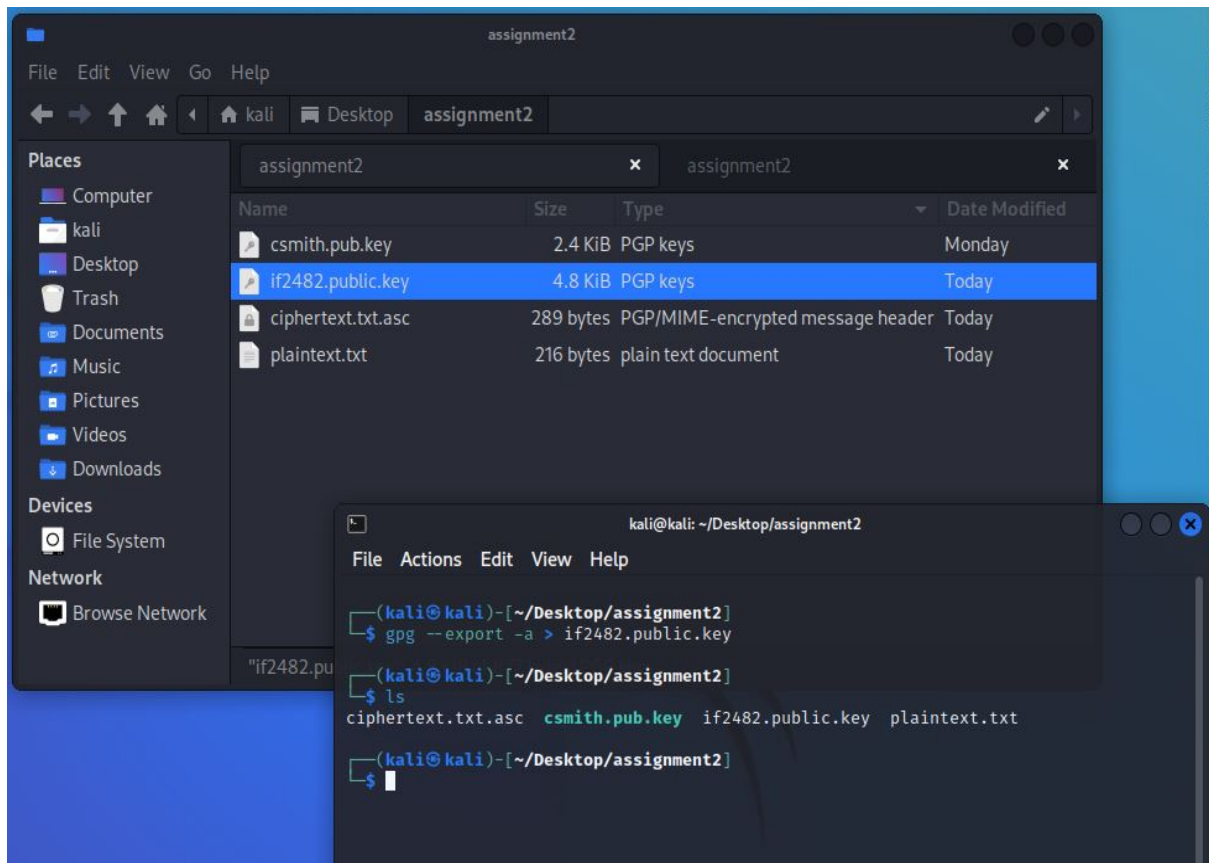 assignment2
File Edit View Go Help
kali Desktop assignment2
Places
Computer
kali
Desktop
Trash
Documents
Music
Pictures
Videos
Downloads
Devices
File System
Network
Browse Network
assignment2 × assignment2 ×
Name Size Type Date Modified
csmith.pub.key 2.4 KiB PGP keys Monday
if2482.public.key 4.8 KiB PGP keys Today
ciphertext.txt.asc 289 bytes PGP/MIME-encrypted message header Today
plaintext.txt 216 bytes plain text document Today
"if2482.pu
kali@kali: ~/Desktop/assignment2
File Actions Edit View Help
┌──(kali㉿kali)-[~/Desktop/assignment2]
└─$ gpg --export -a > if2482.public.key
┌──(kali㉿kali)-[~/Desktop/assignment2]
└─$ ls
ciphertext.txt.asc csmith.pub.key if2482.public.key plaintext.txt
┌──(kali㉿kali)-[~/Desktop/assignment2]
└─$